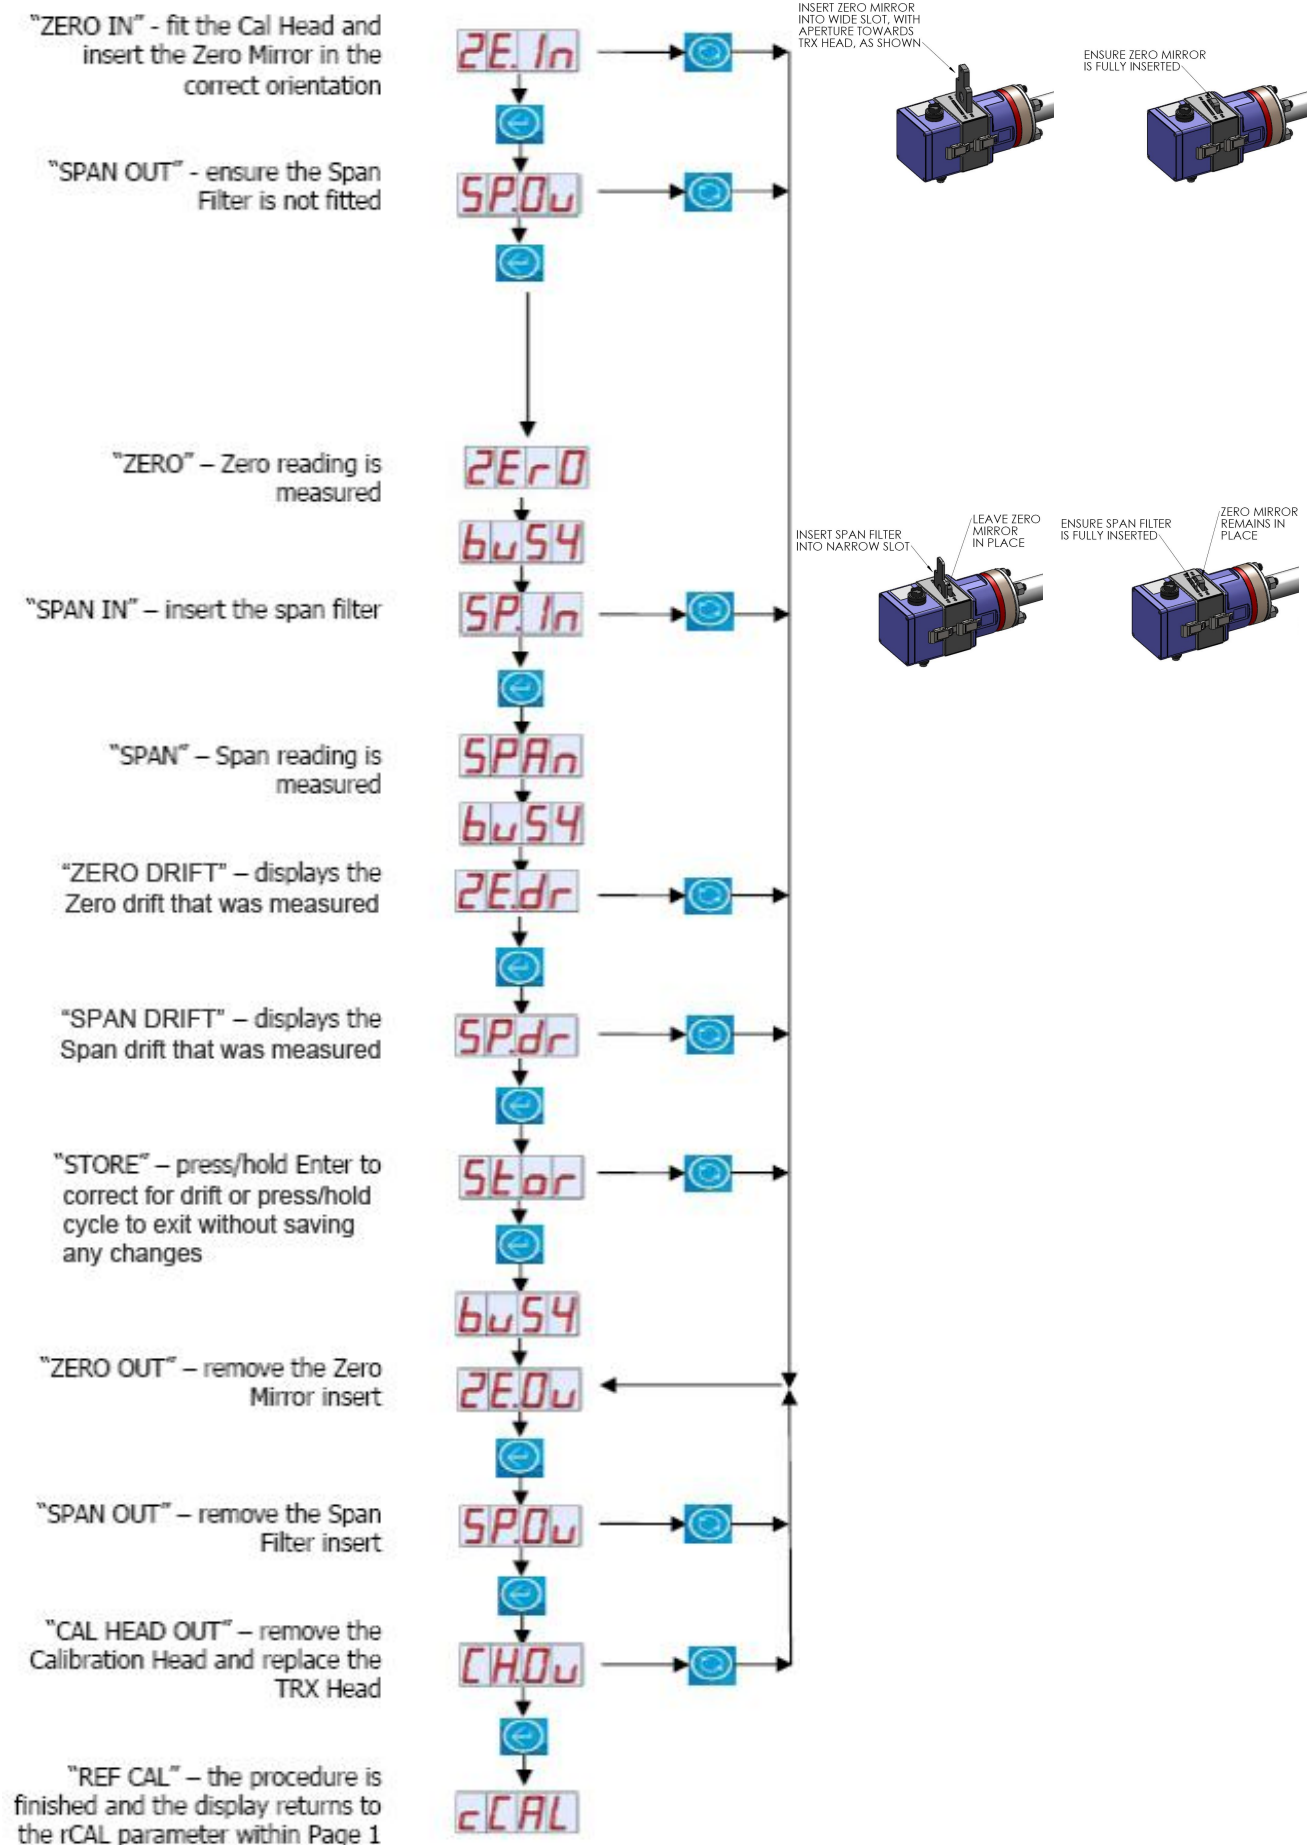 "ZERO IN" - fit the Cal Head and
insert the Zero Mirror in the
correct orientation
2E.In
INSERT ZERO MIRROR
INTO WIDE SLOT, WITH
APERTURE TOWARDS
TRX HEAD, AS SHOWN
ENSURE ZERO MIRROR
IS FULLY INSERTED
"SPAN OUT" - ensure the Span
Filter is not fitted
SP.Ou
"ZERO" – Zero reading is
measured
2ErO
buSY
"SPAN IN" – insert the span filter
SP.In
INSERT SPAN FILTER
INTO NARROW SLOT
LEAVE ZERO
MIRROR
IN PLACE
ENSURE SPAN FILTER
IS FULLY INSERTED
ZERO MIRROR
REMAINS IN
PLACE
"SPAN" – Span reading is
measured
SPAn
buSY
"ZERO DRIFT" – displays the
Zero drift that was measured
2E.dr
"SPAN DRIFT" – displays the
Span drift that was measured
SP.dr
"STORE" – press/hold Enter to
correct for drift or press/hold
cycle to exit without saving
any changes
Stor
buSY
"ZERO OUT" – remove the Zero
Mirror insert
2E.Ou
"SPAN OUT" – remove the Span
Filter insert
SP.Ou
"CAL HEAD OUT" – remove the
Calibration Head and replace the
TRX Head
CH.Ou
"REF CAL" – the procedure is
finished and the display returns to
the rCAL parameter within Page 1
cCAL